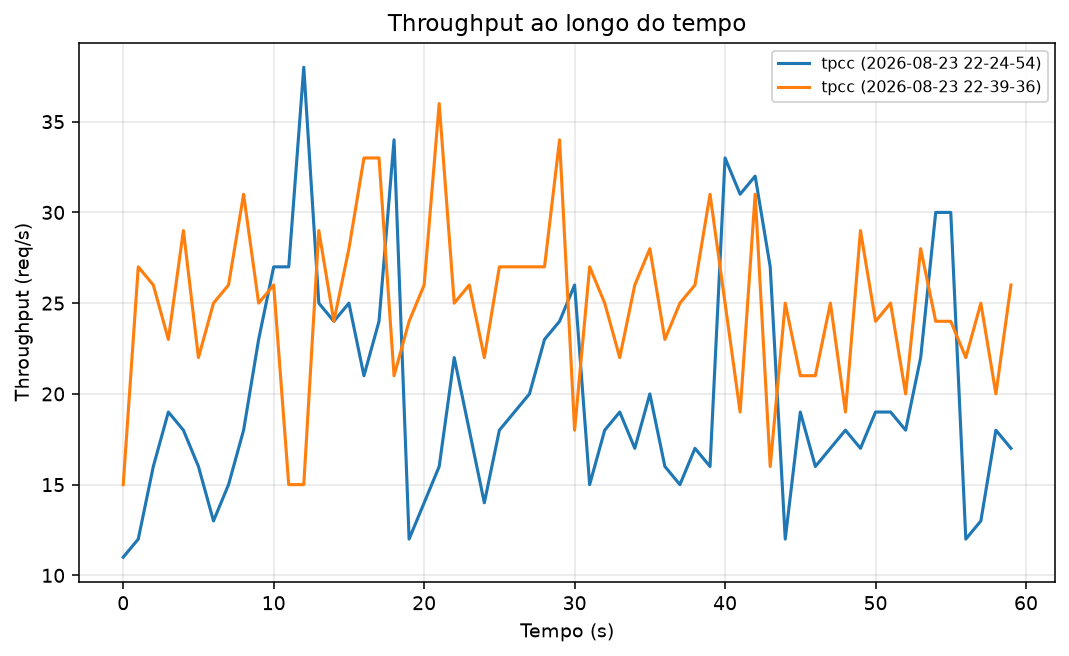 Throughput ao longo do tempo
tpcc (2026-08-23 22-24-54)
tpcc (2026-08-23 22-39-36)
Throughput (req/s)
35
30
25
20
15
10
0 10 20 30 40 50 60
Tempo (s)